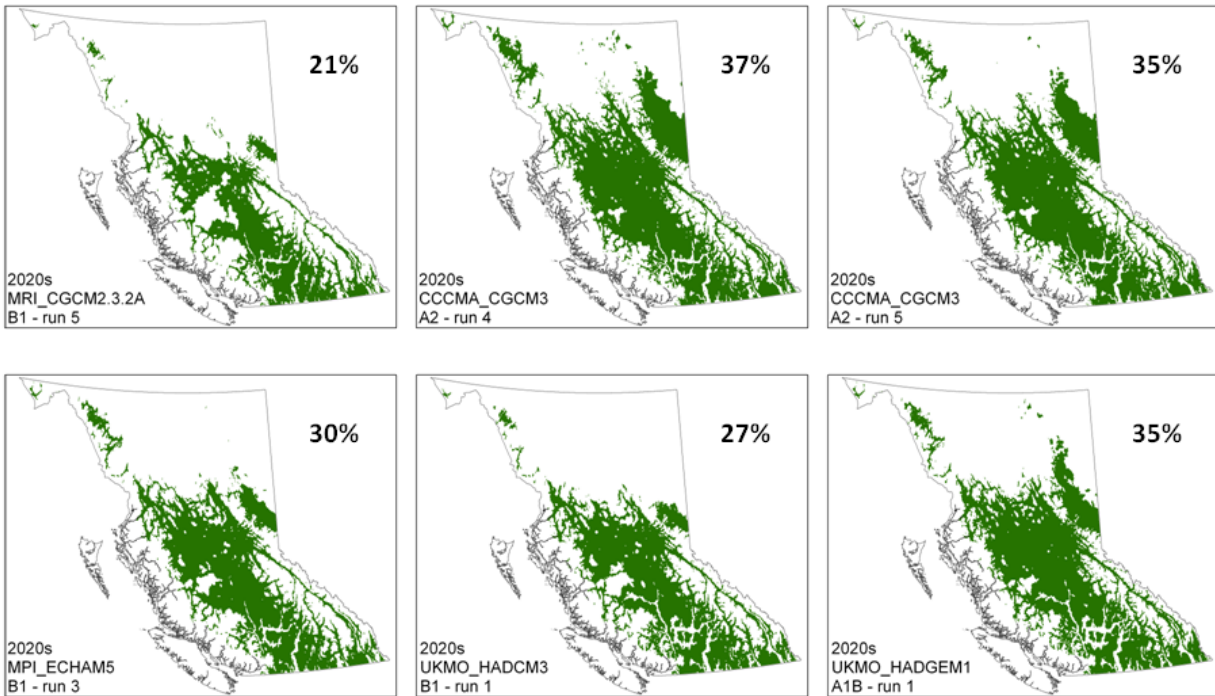 21%
2020s
MRI_CGCM2.3.2A
B1 - run 5
37%
2020s
CCCMA_CGCM3
A2 - run 4
35%
2020s
CCCMA_CGCM3
A2 - run 5
30%
2020s
MPI_ECHAM5
B1 - run 3
27%
2020s
UKMO_HADCM3
B1 - run 1
35%
2020s
UKMO_HADGEM1
A1B - run 1